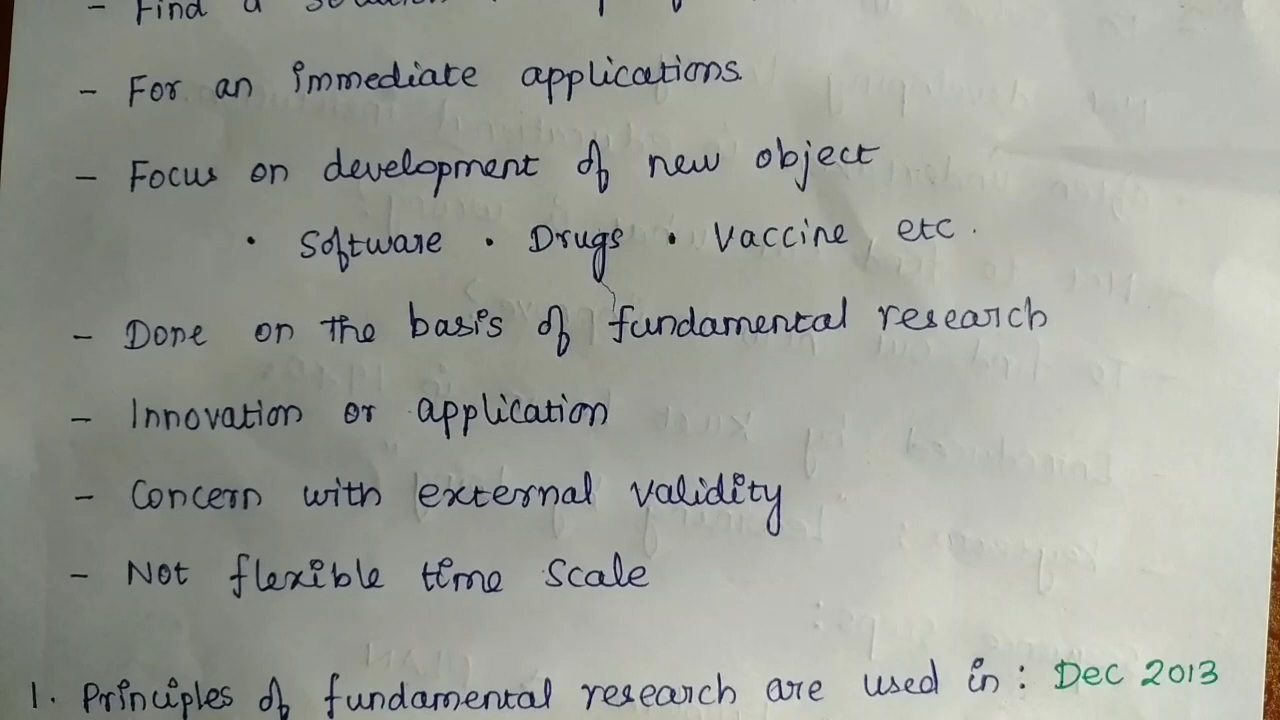 - Find a
- For an immediate applications.
- Focus on development of new object
• Software • Drugs • Vaccine, etc.
- Done on the basis of fundamental research
- Innovation or application
- Concern with external validity
- Not flexible time scale
1. Principles of fundamental research are used in : Dec 2013